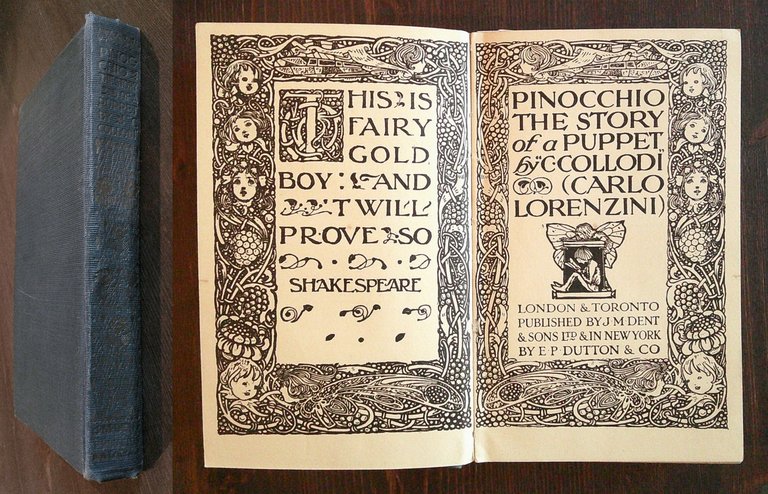 THIS IS
FAIRY
GOLD
BOY: AND
'TWILL
PROVE SO
SHAKESPEARE
PINOCCHIO
THE STORY
of a PUPPET
by "C.COLLODI"
(CARLO
LORENZINI)
LONDON & TORONTO
PUBLISHED BY J·M·DENT
& SONS LTD & IN NEW YORK
BY E·P DUTTON & CO